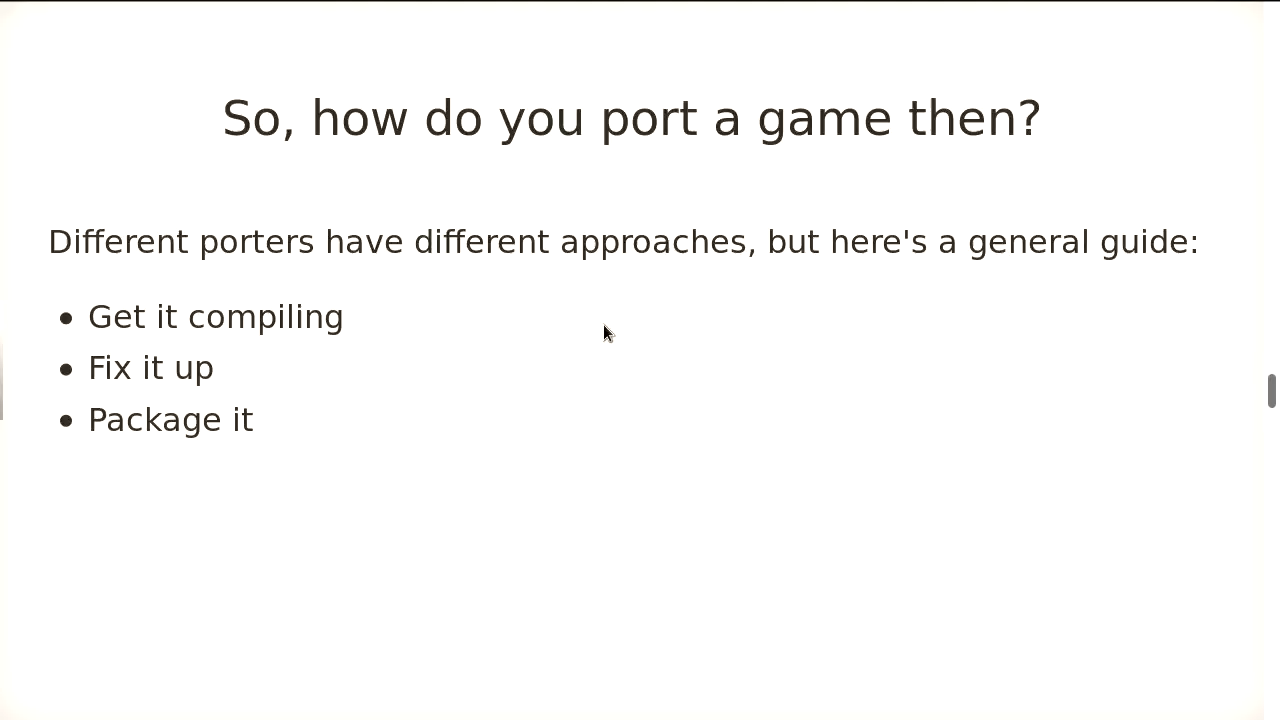 So, how do you port a game then?
Different porters have different approaches, but here's a general guide:
• Get it compiling
• Fix it up
• Package it